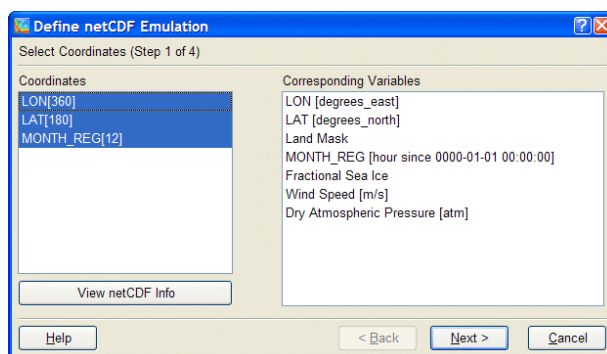 Define netCDF Emulation
Select Coordinates (Step 1 of 4)
Coordinates
LON[360]
LAT[180]
MONTH_REG[12]
View netCDF Info
Corresponding Variables
LON [degrees_east]
LAT [degrees_north]
Land Mask
MONTH_REG [hour since 0000-01-01 00:00:00]
Fractional Sea Ice
Wind Speed [m/s]
Dry Atmospheric Pressure [atm]
Help
< Back
Next >
Cancel